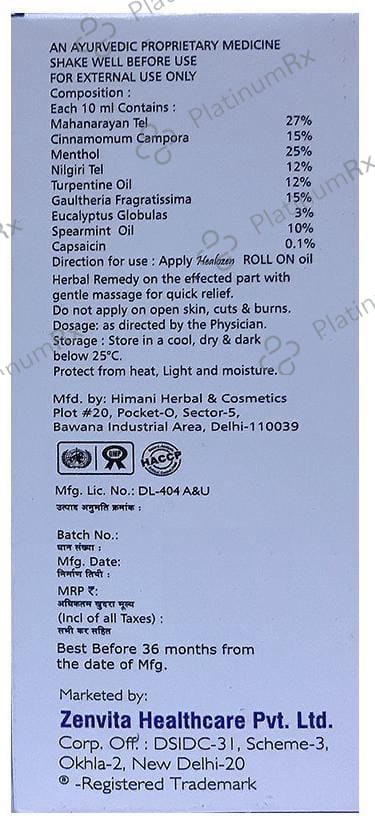 AN AYURVEDIC PROPRIETARY MEDICINE
SHAKE WELL BEFORE USE
FOR EXTERNAL USE ONLY
Composition :
Each 10 ml Contains :
Mahanarayan Tel 27%
Cinnamomum Campora 15%
Menthol 25%
Nilgiri Tel 12%
Turpentine Oil 12%
Gaultheria Fragratissima 15%
Eucalyptus Globulas 3%
Spearmint Oil 10%
Capsaicin 0.1%
Direction for use : Apply Healozen ROLL ON oil
Herbal Remedy on the effected part with
gentle massage for quick relief.
Do not apply on open skin, cuts & burns.
Dosage: as directed by the Physician.
Storage : Store in a cool, dry & dark
below 25°C.
Protect from heat, Light and moisture.
Mfd. by: Himani Herbal & Cosmetics
Plot #20, Pocket-O, Sector-5,
Bawana Industrial Area, Delhi-110039
GMP
HACCP
Mfg. Lic. No.: DL-404 A&U
उत्पाद अनुमति क्रमांक :
Batch No.:
घान संख्या :
Mfg. Date:
निर्माण तिथी :
MRP ₹:
अधिकतम खुदरा मूल्य
(Incl of all Taxes) :
सभी कर सहित
Best Before 36 months from
the date of Mfg.
Marketed by:
Zenvita Healthcare Pvt. Ltd.
Corp. Off. : DSIDC-31, Scheme-3,
Okhla-2, New Delhi-20
® -Registered Trademark
PlatinumRx
PlatinumRx
PlatinumRx